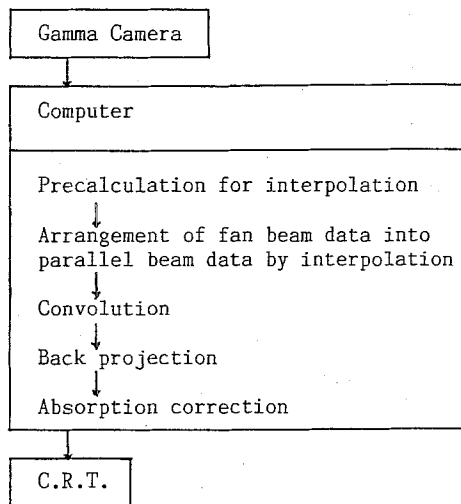 Gamma Camera
Computer
Precalculation for interpolation
Arrangement of fan beam data into
parallel beam data by interpolation
Convolution
Back projection
Absorption correction
C.R.T.